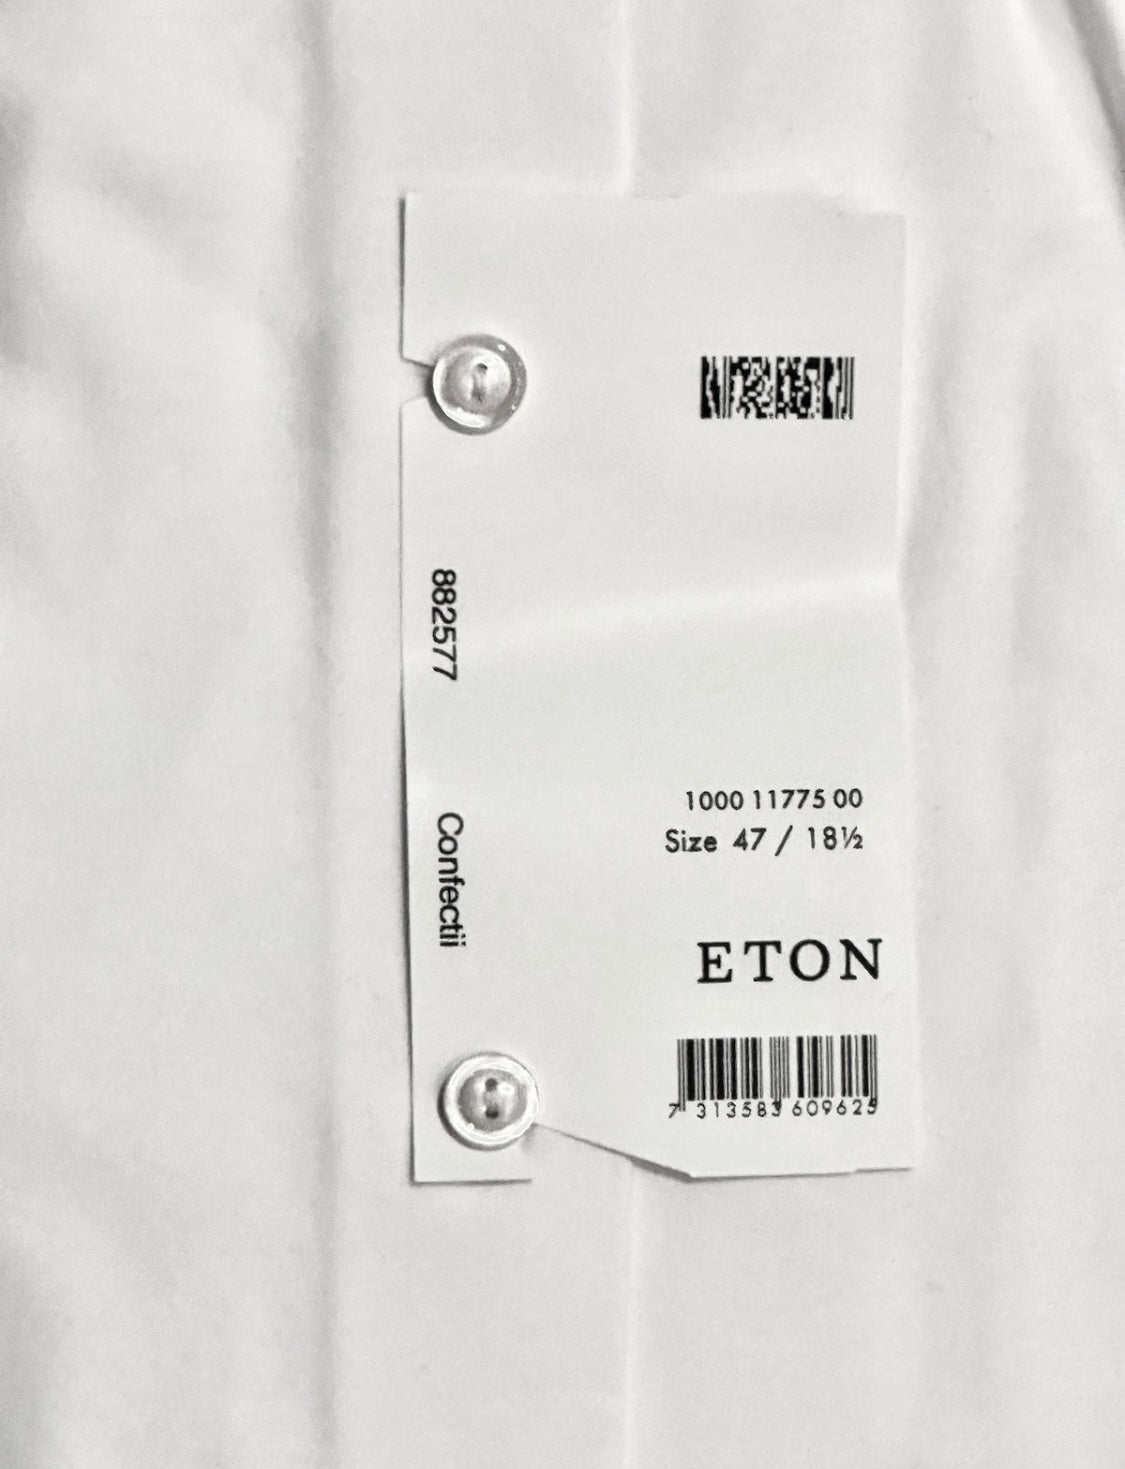 882577
Confectii
1000 11775 00
Size 47 / 18½
ETON
7 313583 609625